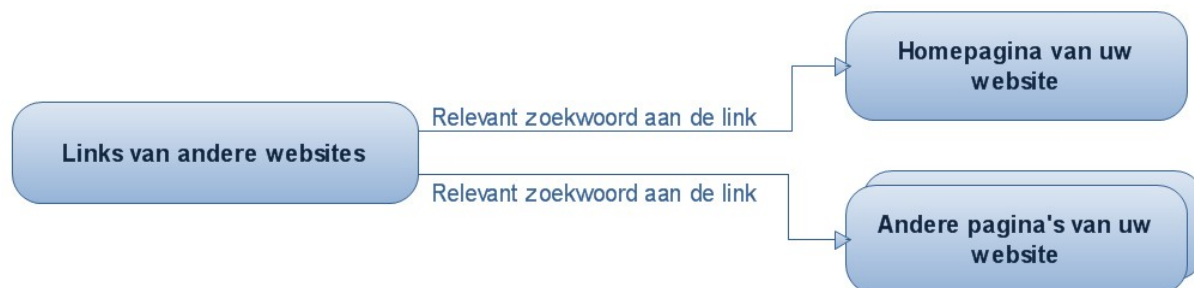 Homepagina van uw
website
Relevant zoekwoord aan de link
Links van andere websites
Relevant zoekwoord aan de link
Andere pagina's van uw
website